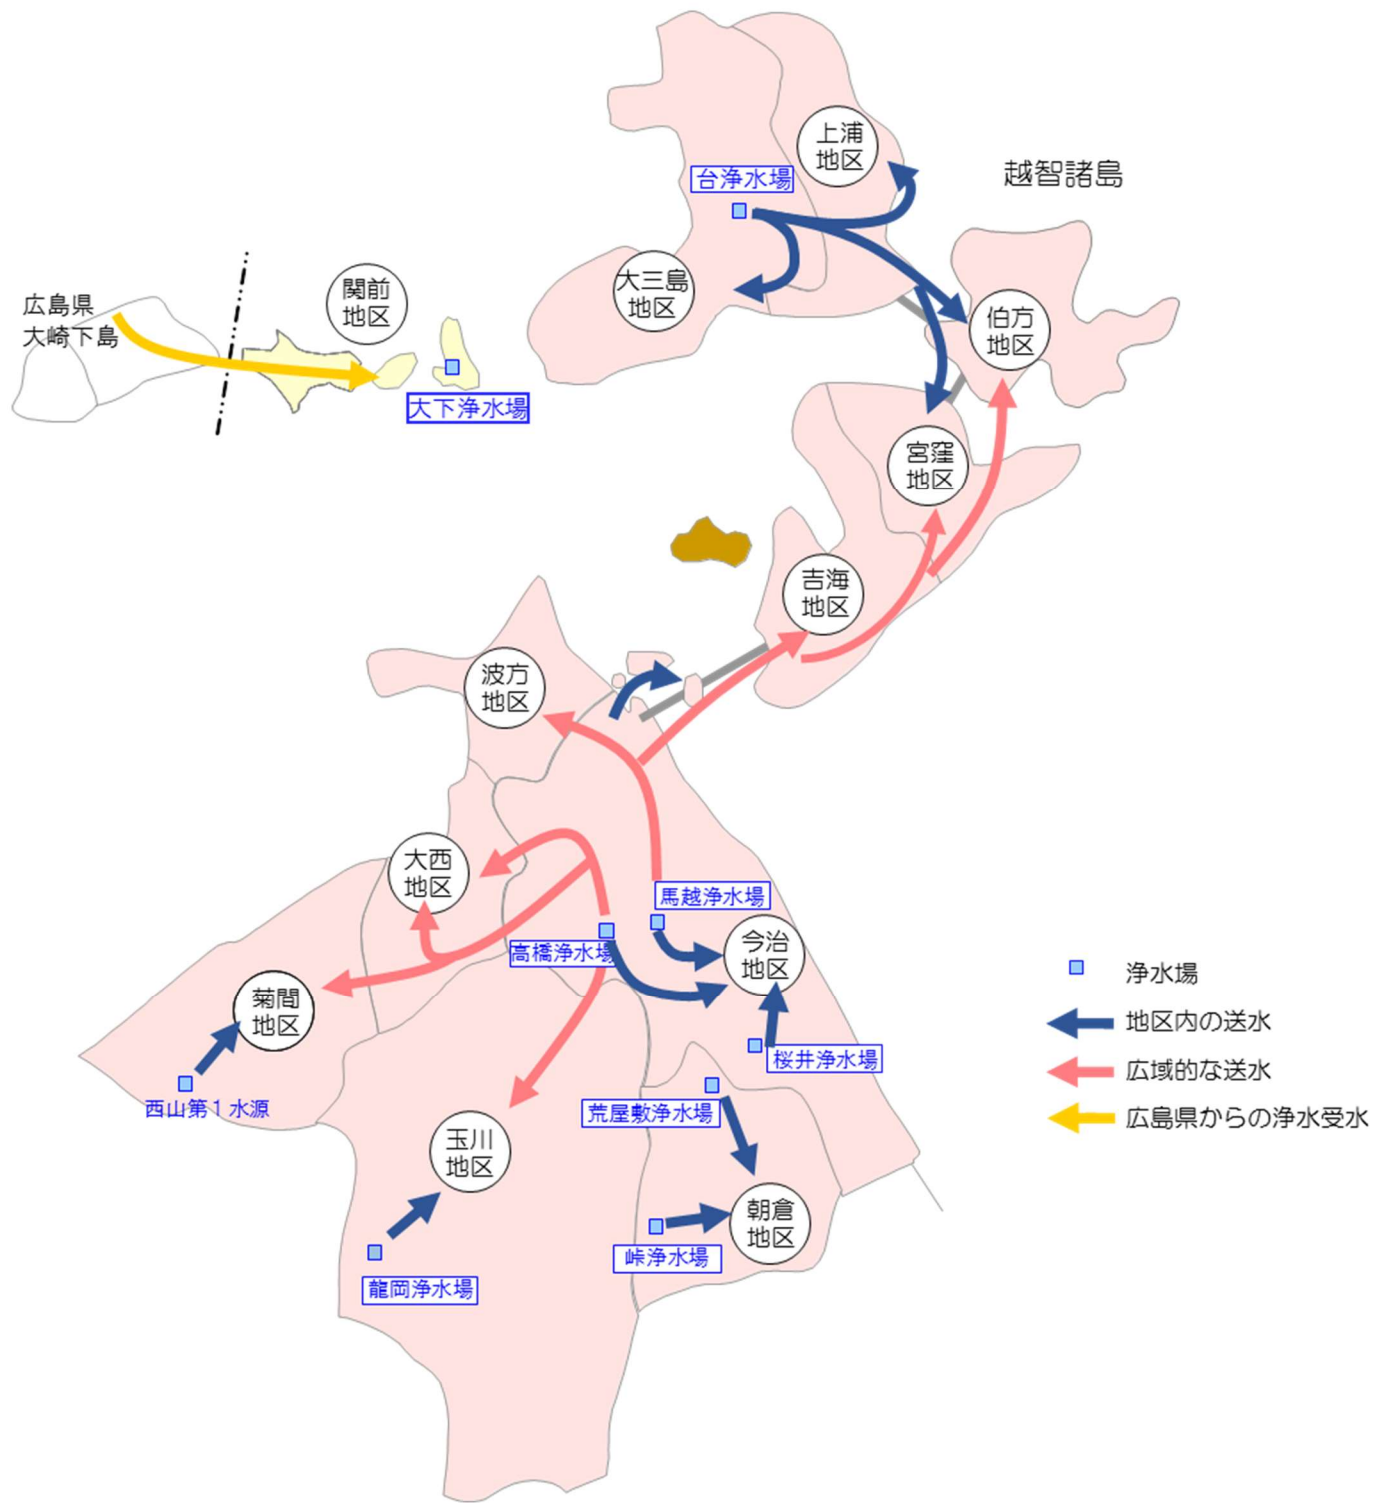 上浦
地区
越智諸島
台浄水場
大三島
地区
関前
地区
広島県
大崎下島
伯方
地区
大下浄水場
宮窪
地区
吉海
地区
波方
地区
大西
地区
馬越浄水場
高橋浄水場
今治
地区
菊間
地区
桜井浄水場
西山第１水源
荒屋敷浄水場
玉川
地区
朝倉
地区
峠浄水場
龍岡浄水場
浄水場
地区内の送水
広域的な送水
広島県からの浄水受水